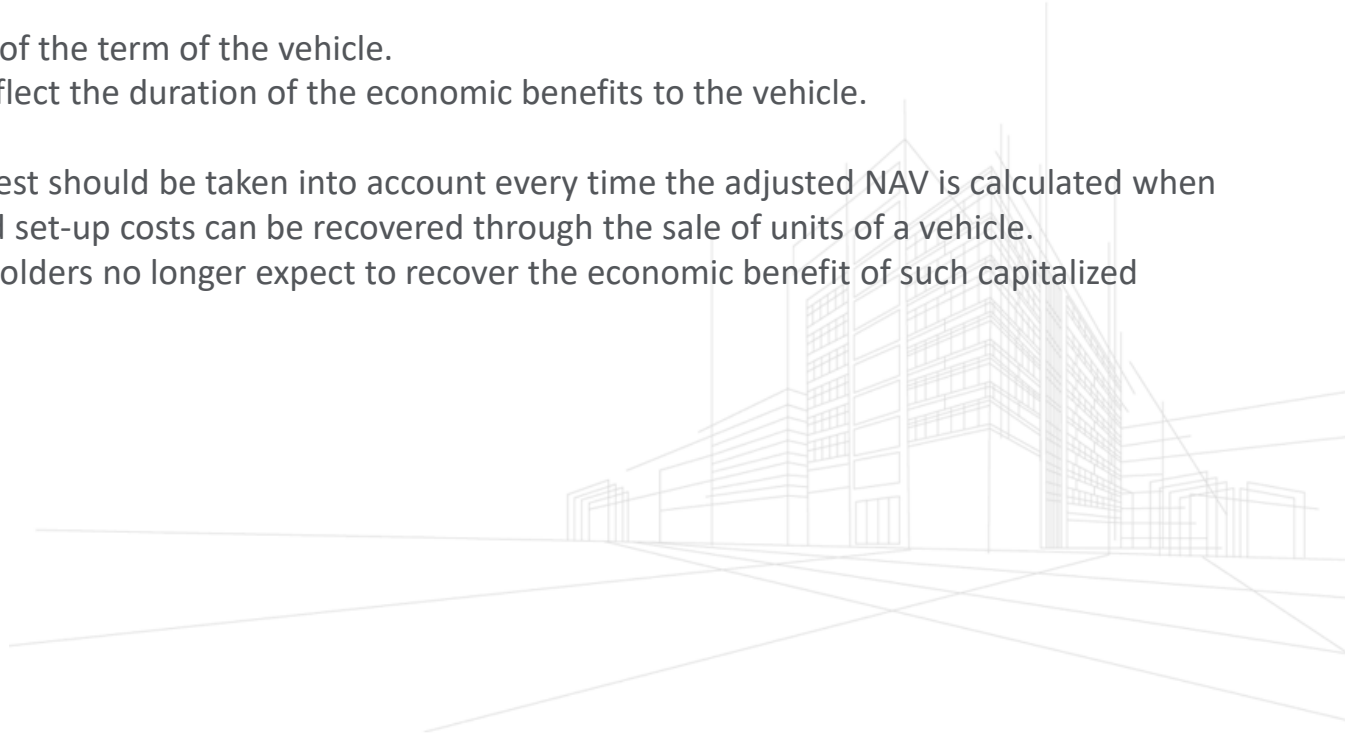 of the term of the vehicle.
flect the duration of the economic benefits to the vehicle.
est should be taken into account every time the adjusted NAV is calculated when
set-up costs can be recovered through the sale of units of a vehicle.
olders no longer expect to recover the economic benefit of such capitalized